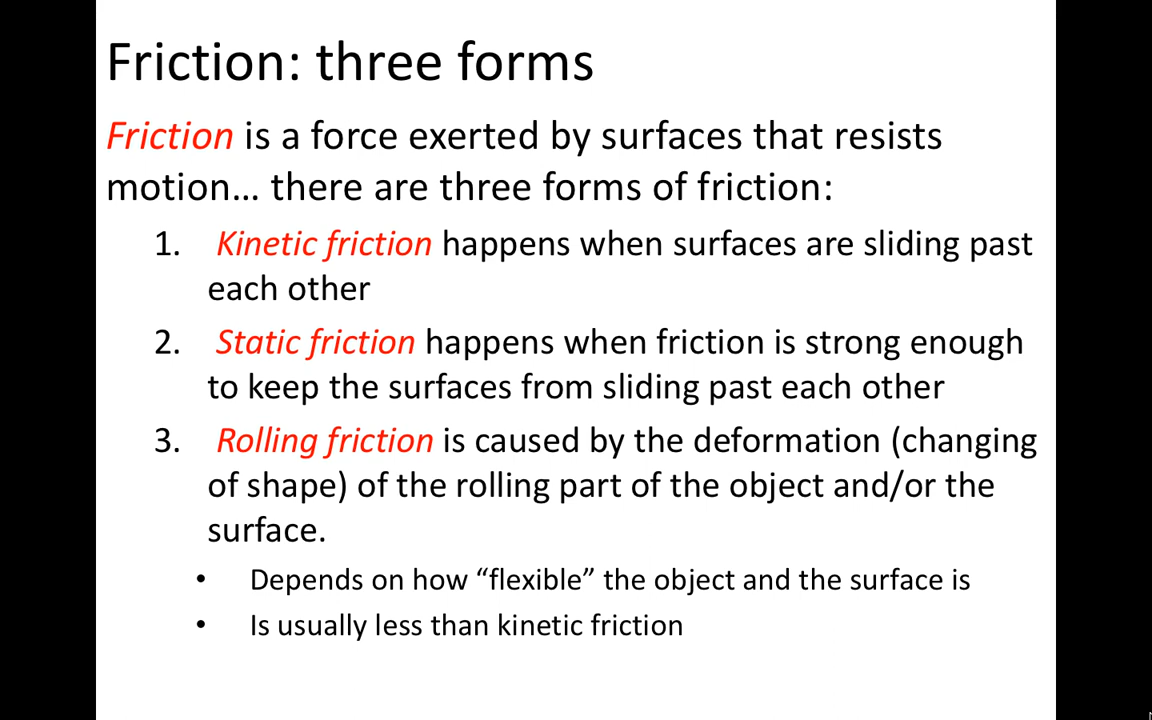 Friction: three forms
Friction is a force exerted by surfaces that resists
motion… there are three forms of friction:
1. Kinetic friction happens when surfaces are sliding past
each other
2. Static friction happens when friction is strong enough
to keep the surfaces from sliding past each other
3. Rolling friction is caused by the deformation (changing
of shape) of the rolling part of the object and/or the
surface.
• Depends on how “flexible” the object and the surface is
• Is usually less than kinetic friction